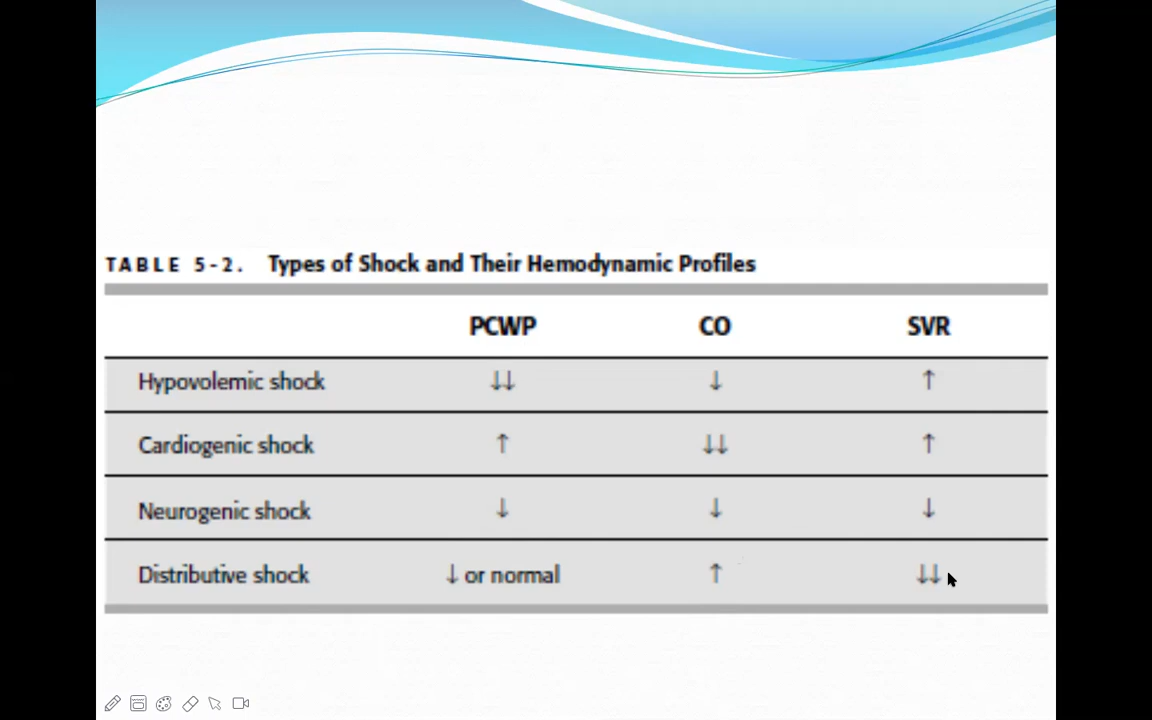 TABLE 5-2. Types of Shock and Their Hemodynamic Profiles
PCWP CO SVR
Hypovolemic shock ↓↓ ↓ ↑
Cardiogenic shock ↑ ↓↓ ↑
Neurogenic shock ↓ ↓ ↓
Distributive shock ↓ or normal ↑ ↓↓